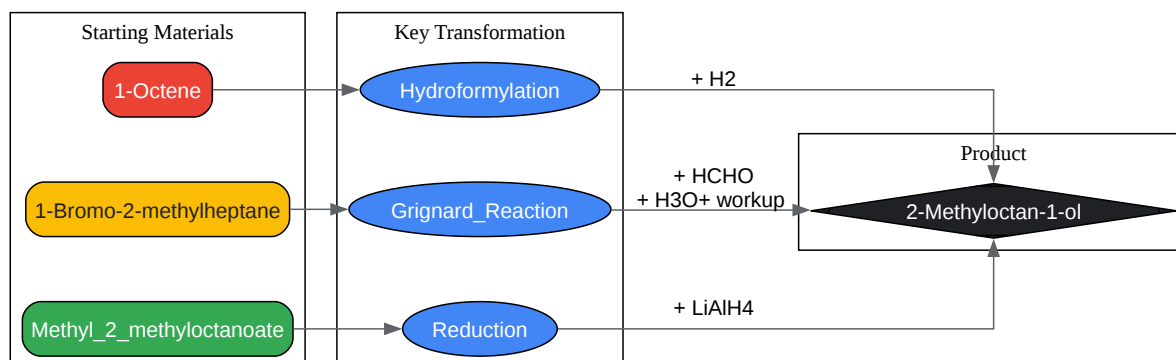 Starting Materials
Key Transformation
1-Octene
Hydroformylation
+ H2
Product
1-Bromo-2-methylheptane
Grignard_Reaction
+ HCHO
+ H3O+ workup
2-Methyloctan-1-ol
Methyl_2_methyloctanoate
Reduction
+ LiAlH4